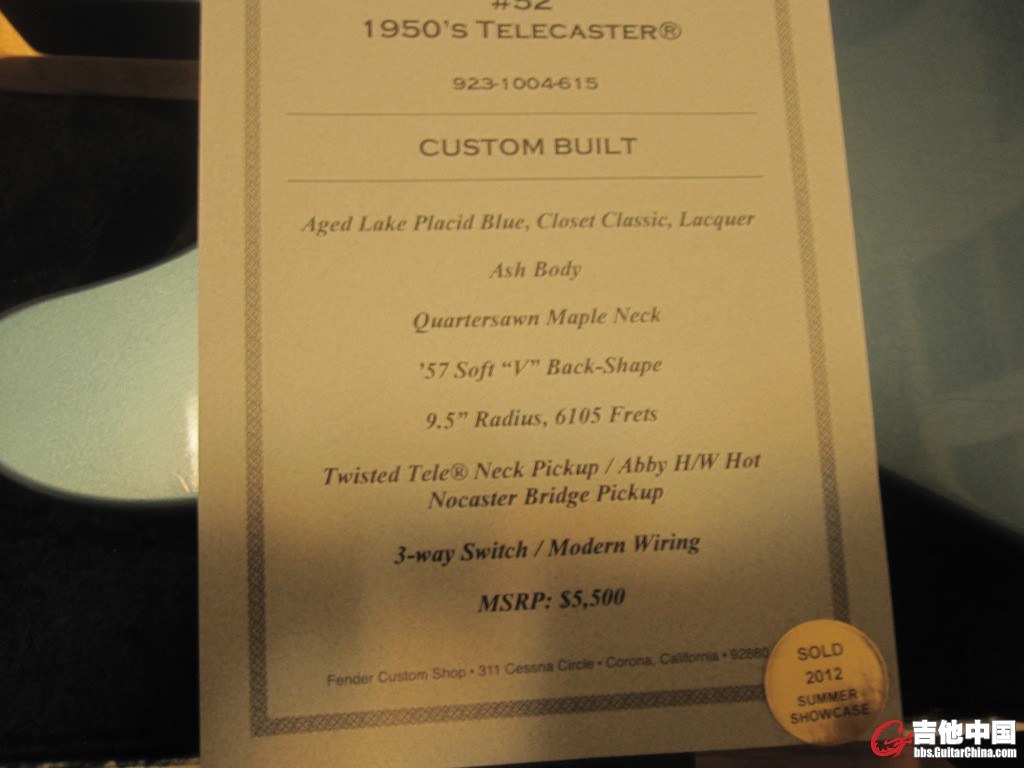 #52
1950's TELECASTER®
923-1004-615
CUSTOM BUILT
Aged Lake Placid Blue, Closet Classic, Lacquer
Ash Body
Quartersawn Maple Neck
'57 Soft “V” Back-Shape
9.5” Radius, 6105 Frets
Twisted Tele® Neck Pickup / Abby H/W Hot
Nocaster Bridge Pickup
3-way Switch / Modern Wiring
MSRP: $5,500
Fender Custom Shop • 311 Cessna Circle • Corona, California • 92880
SOLD
2012
SUMMER
SHOWCASE
吉他中国
bbs.GuitarChina.com